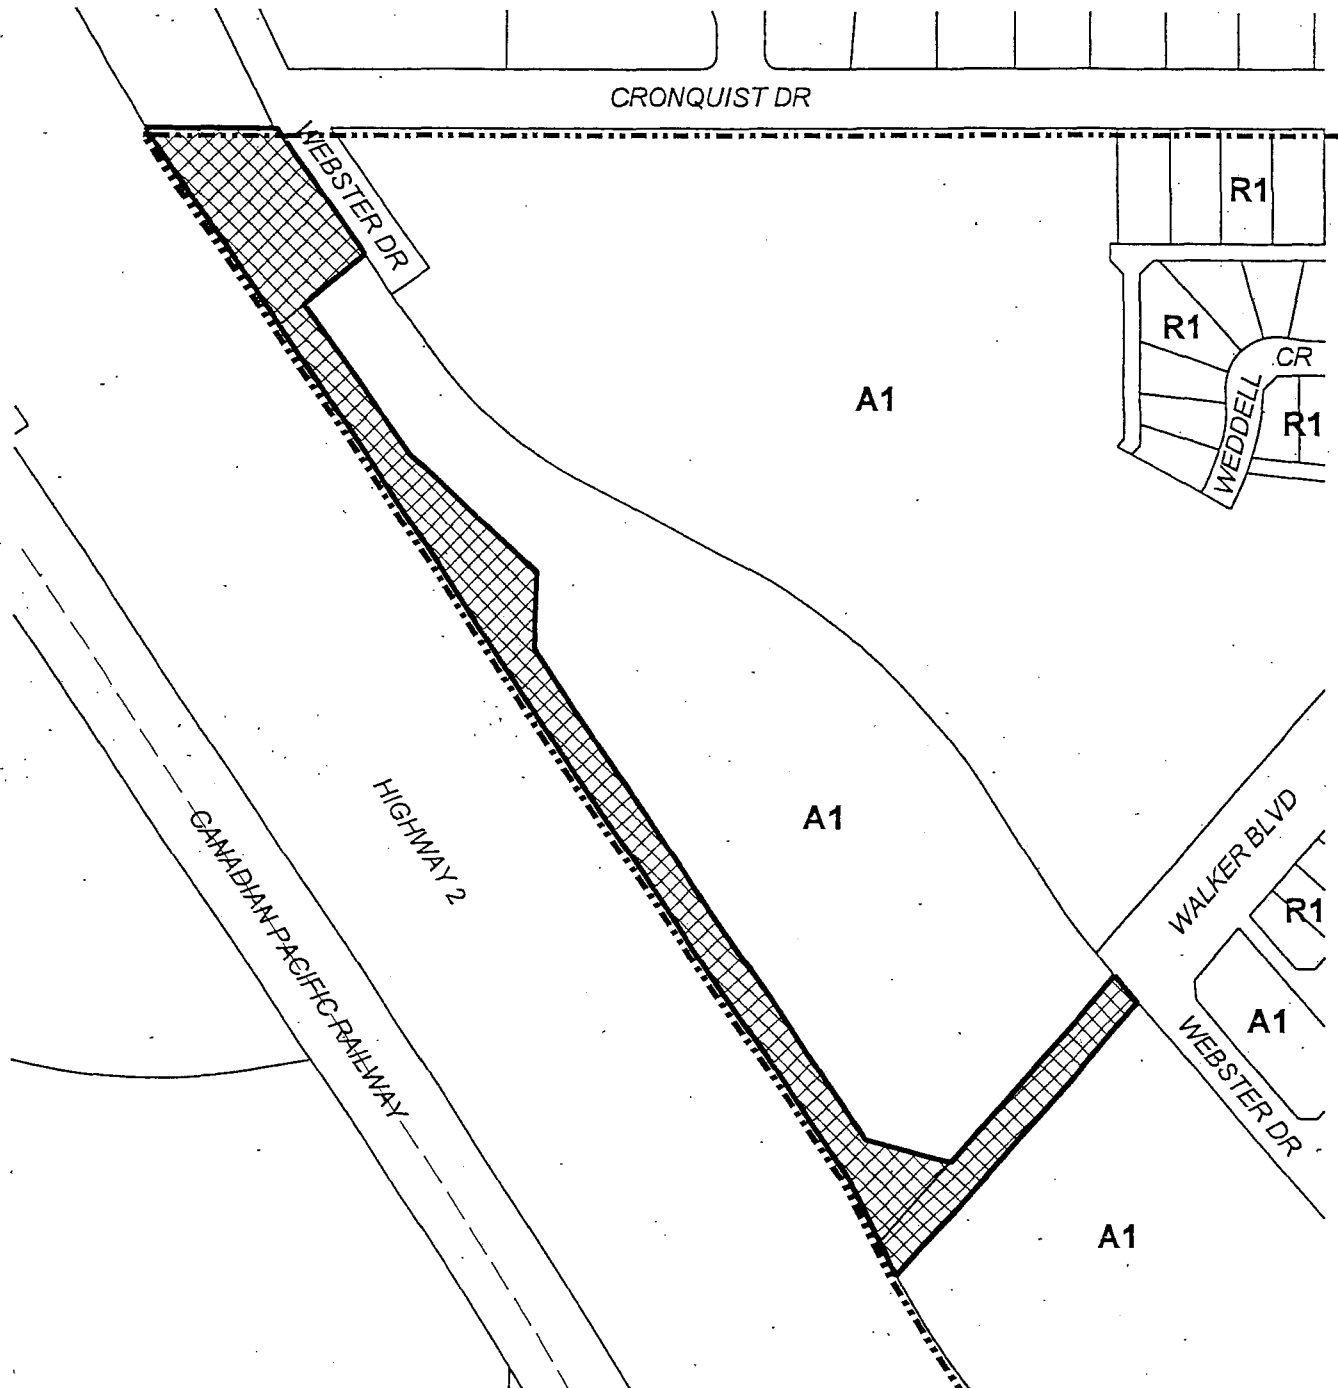 CRONQUIST DR
WEBSTER DR
R1
R1
CR
WEDDELL
R1
A1
A1
HIGHWAY 2
CANADIAN PACIFIC RAILWAY
WALKER BLVD
R1
A1
WEBSTER DR
A1